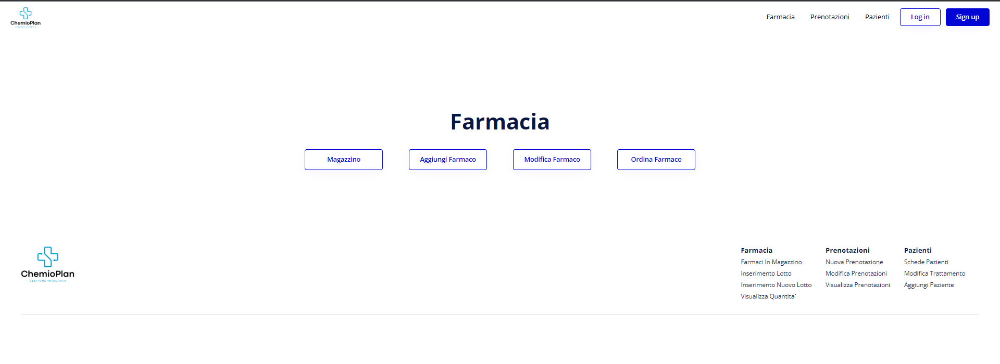 ChemioPlan
GESTIONE INTEGRATA
Farmacia
Prenotazioni
Pazienti
Log in
Sign up
Farmacia
Magazzino
Aggiungi Farmaco
Modifica Farmaco
Ordina Farmaco
ChemioPlan
GESTIONE INTEGRATA
Farmacia
Farmaci In Magazzino
Inserimento Lotto
Inserimento Nuovo Lotto
Visualizza Quantita`
Prenotazioni
Nuova Prenotazione
Modifica Prenotazioni
Visualizza Prenotazioni
Pazienti
Schede Pazienti
Modifica Trattamento
Aggiungi Paziente